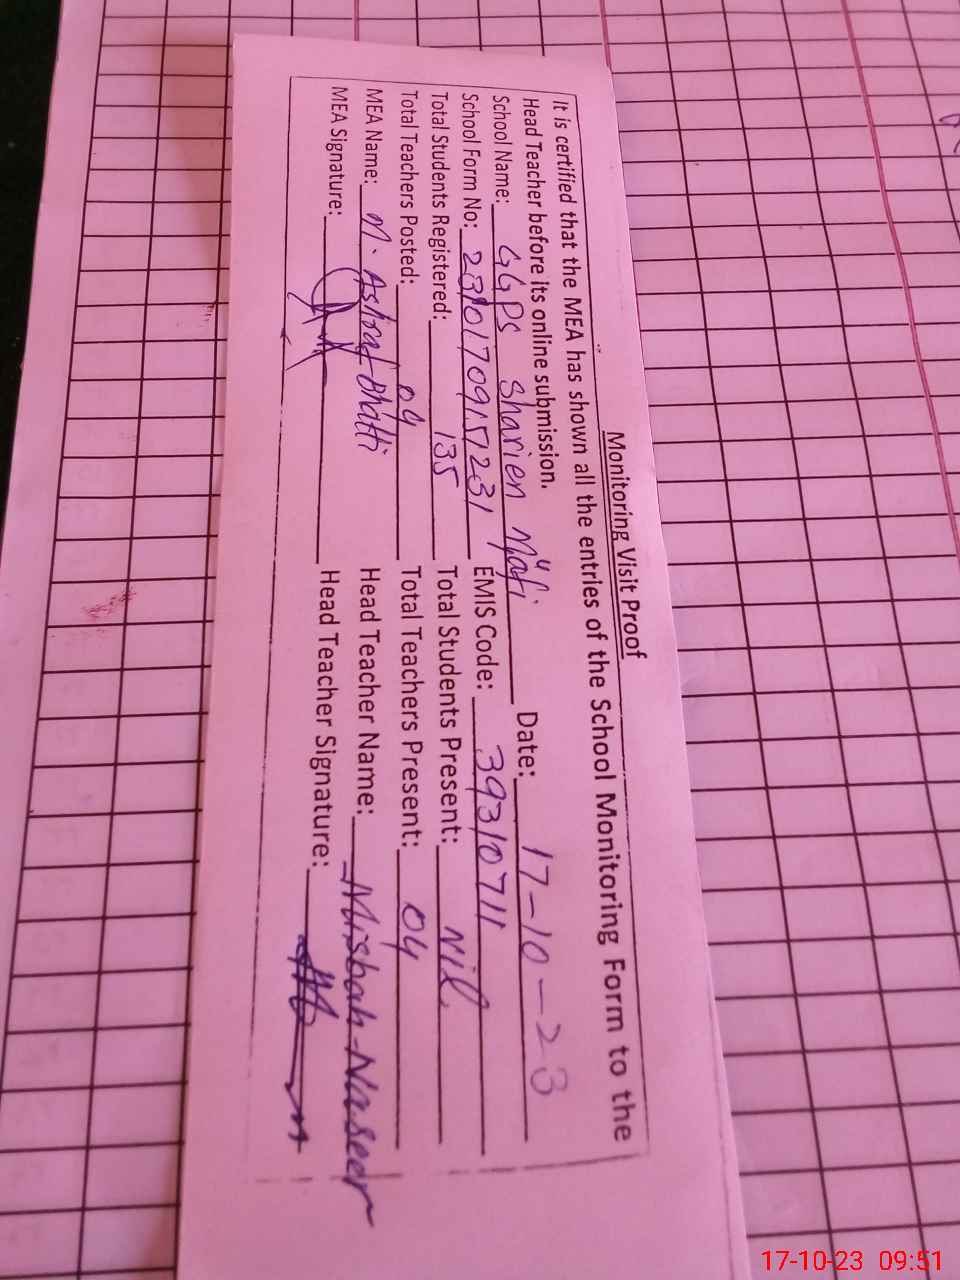 Monitoring Visit Proof
It is certified that the MEA has shown all the entries of the School Monitoring Form to the
Head Teacher before its online submission.
School Name: GGPS Sharien Mafi Date: 17-10-23
School Form No: 231017091571231 EMIS Code: 39310711
Total Students Registered: 135 Total Students Present: Nil
Total Teachers Posted: 04 Total Teachers Present: 04
MEA Name: M. Ashraf Bhatti Head Teacher Name: Misbah-Naseer
MEA Signature: Head Teacher Signature:
17-10-23 09:51